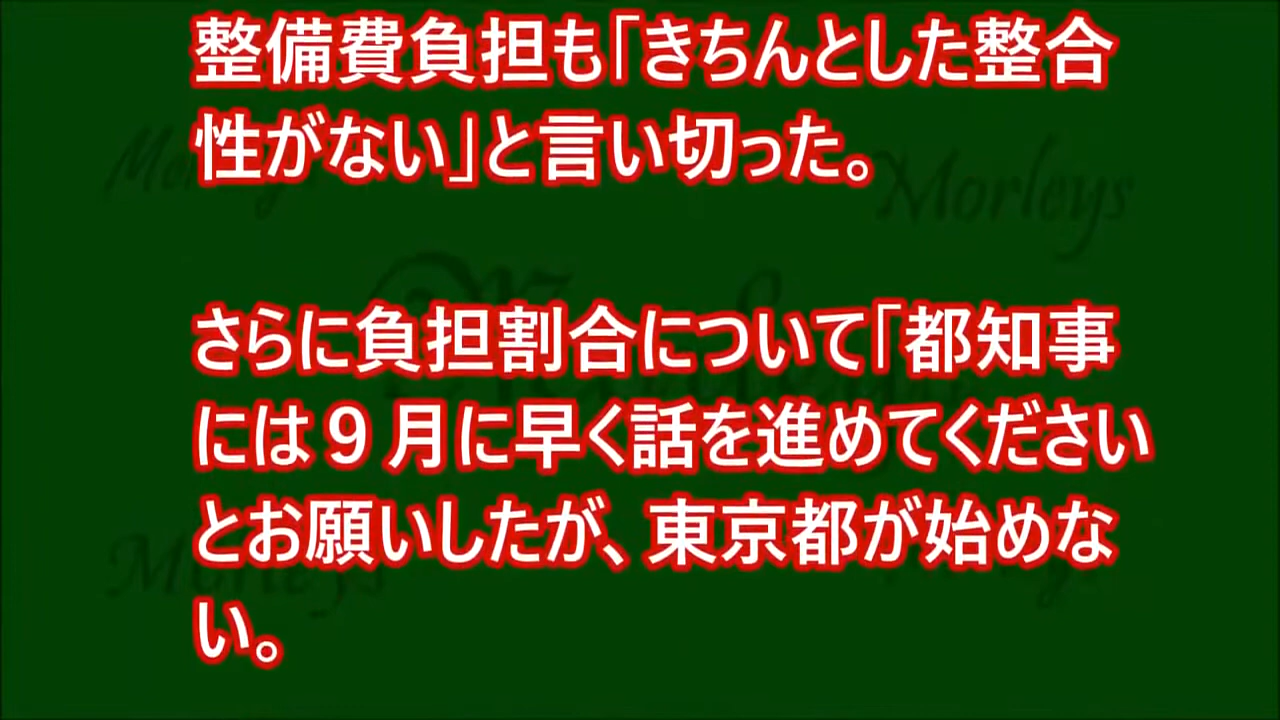 整備費負担も「きちんとした整合
性がない」と言い切った。
さらに負担割合について「都知事
には９月に早く話を進めてください
とお願いしたが、東京都が始めな
い。
Morleys
Morleys